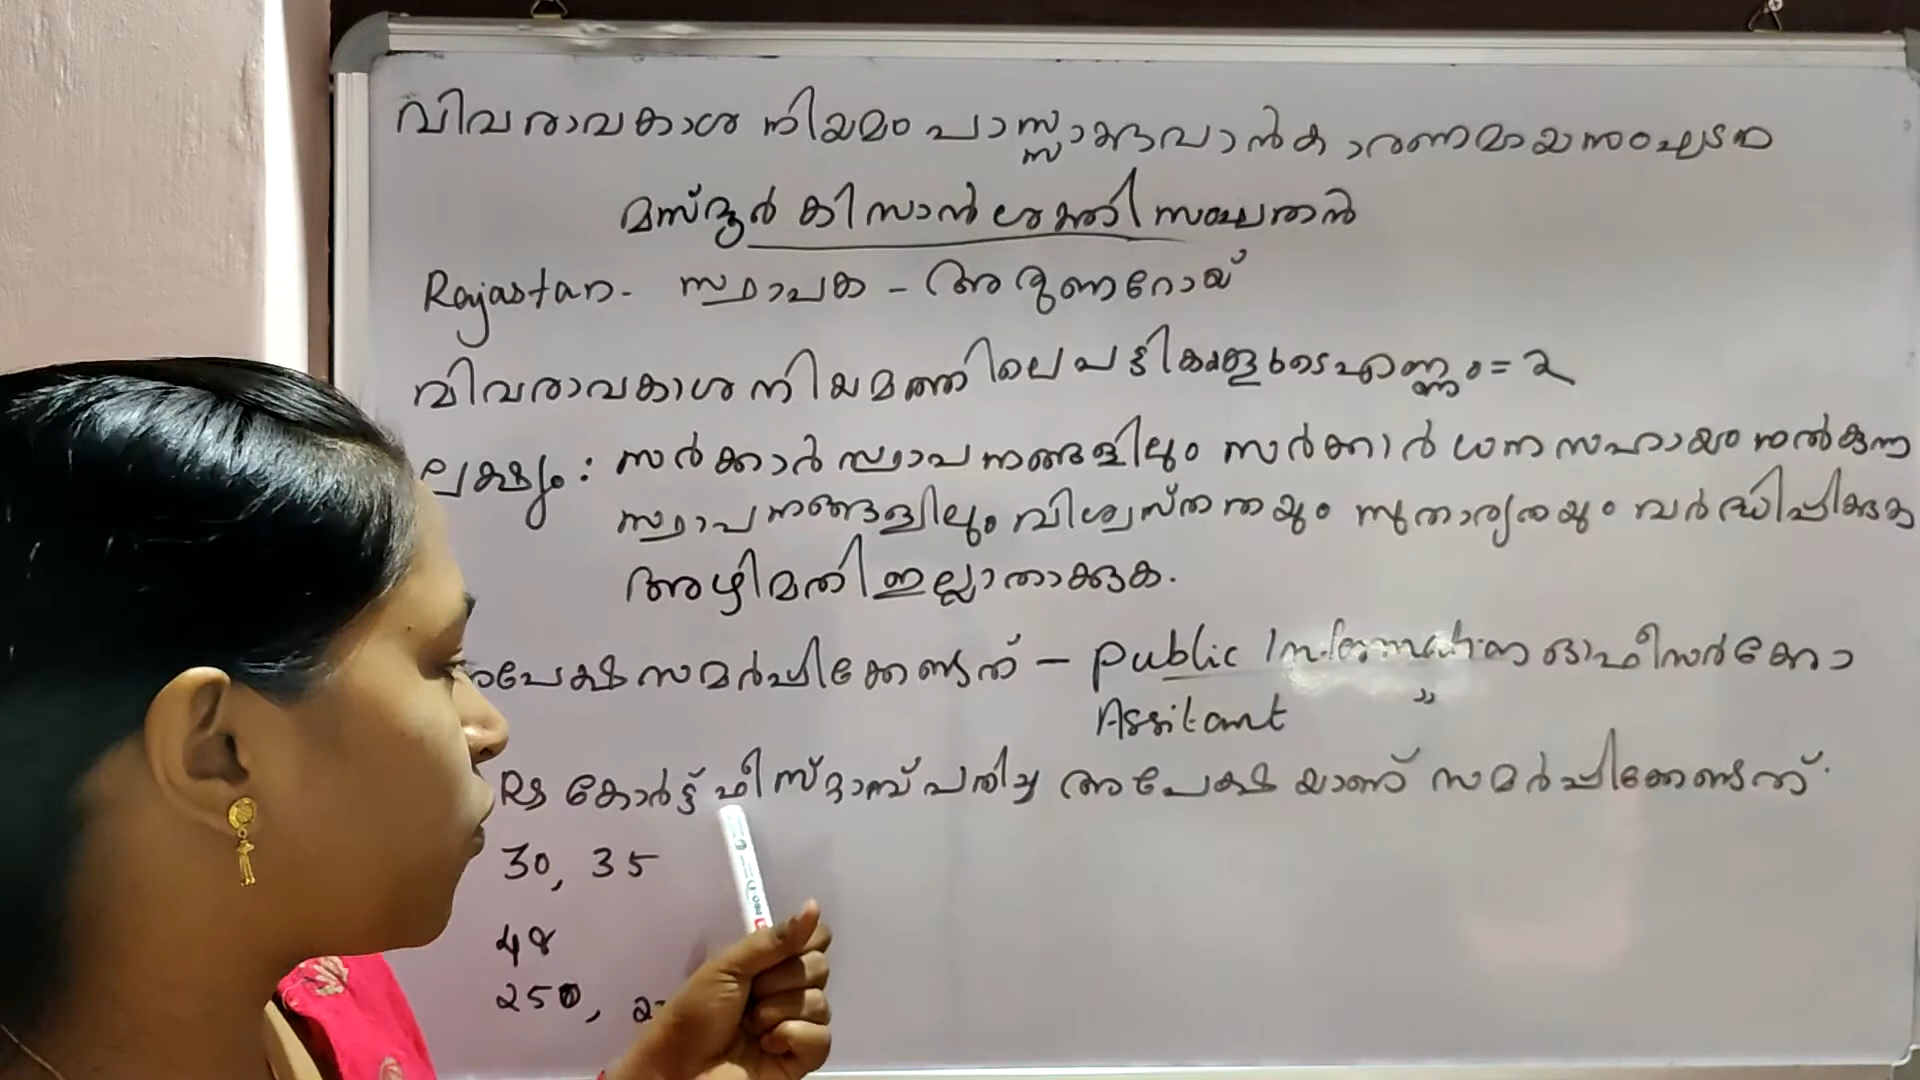 വിവരാവകാശ നിയമം പാസ്സാക്കുവാൻ കാരണമായ സംഘടന
മസ്ദൂർ കിസാൻ ശക്തി സംഘതൻ
Rajastan - സ്ഥാപക - അരുണറോയ്
വിവരാവകാശ നിയമത്തിലെ പട്ടികകളുടെ എണ്ണം = 2
ലക്ഷ്യം : സർക്കാർ സ്ഥാപനങ്ങളിലും സർക്കാർ ധനസഹായം നൽകുന്ന
സ്ഥാപനങ്ങളിലും വിശ്വസ്തതയും സുതാര്യതയും വർദ്ധിപ്പിക്കുക
അഴിമതി ഇല്ലാതാക്കുക.
പേക്ഷ സമർപ്പിക്കേണ്ടത് - Public Information ഓഫീസർക്കോ
Assitant "
Rs കോർട്ട് ഫീ സ്റ്റാമ്പ് പതിച്ച അപേക്ഷയാണ് സമർപ്പിക്കേണ്ടത്.
30, 35
48
250, 2